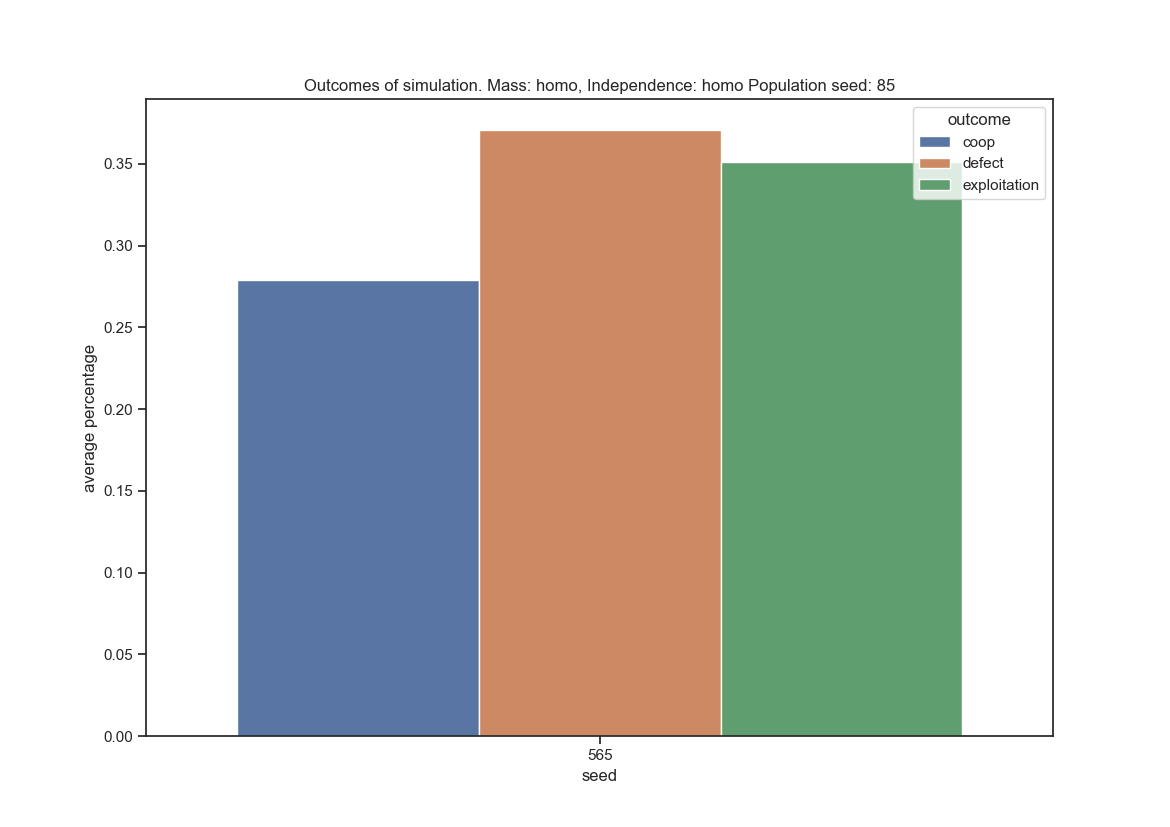 Outcomes of simulation. Mass: homo, Independence: homo Population seed: 85
outcome
coop
defect
exploitation
average percentage
0.35
0.30
0.25
0.20
0.15
0.10
0.05
0.00
565
seed